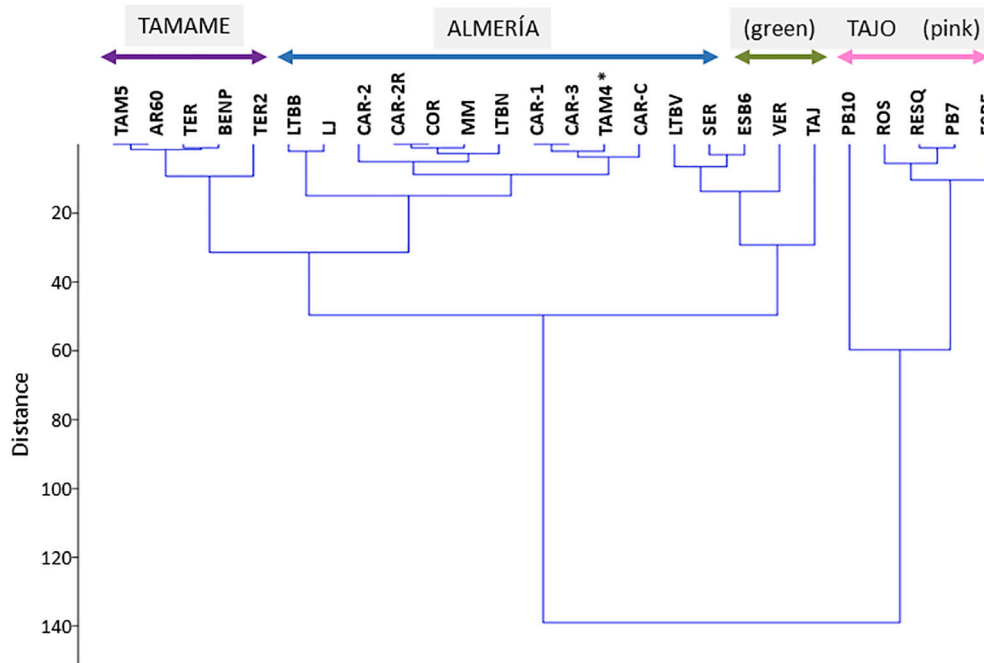 TAMAME
ALMERÍA
(green) TAJO (pink)
TAM5
AR60
TER
BENP
TER2
LTBB
LJ
CAR-2
CAR-2R
COR
MM
LTBN
CAR-1
CAR-3
TAM4*
CAR-C
LTBV
SER
ESB6
VER
TAJ
PB10
ROS
RESQ
PB7
20
40
60
80
100
120
140
Distance